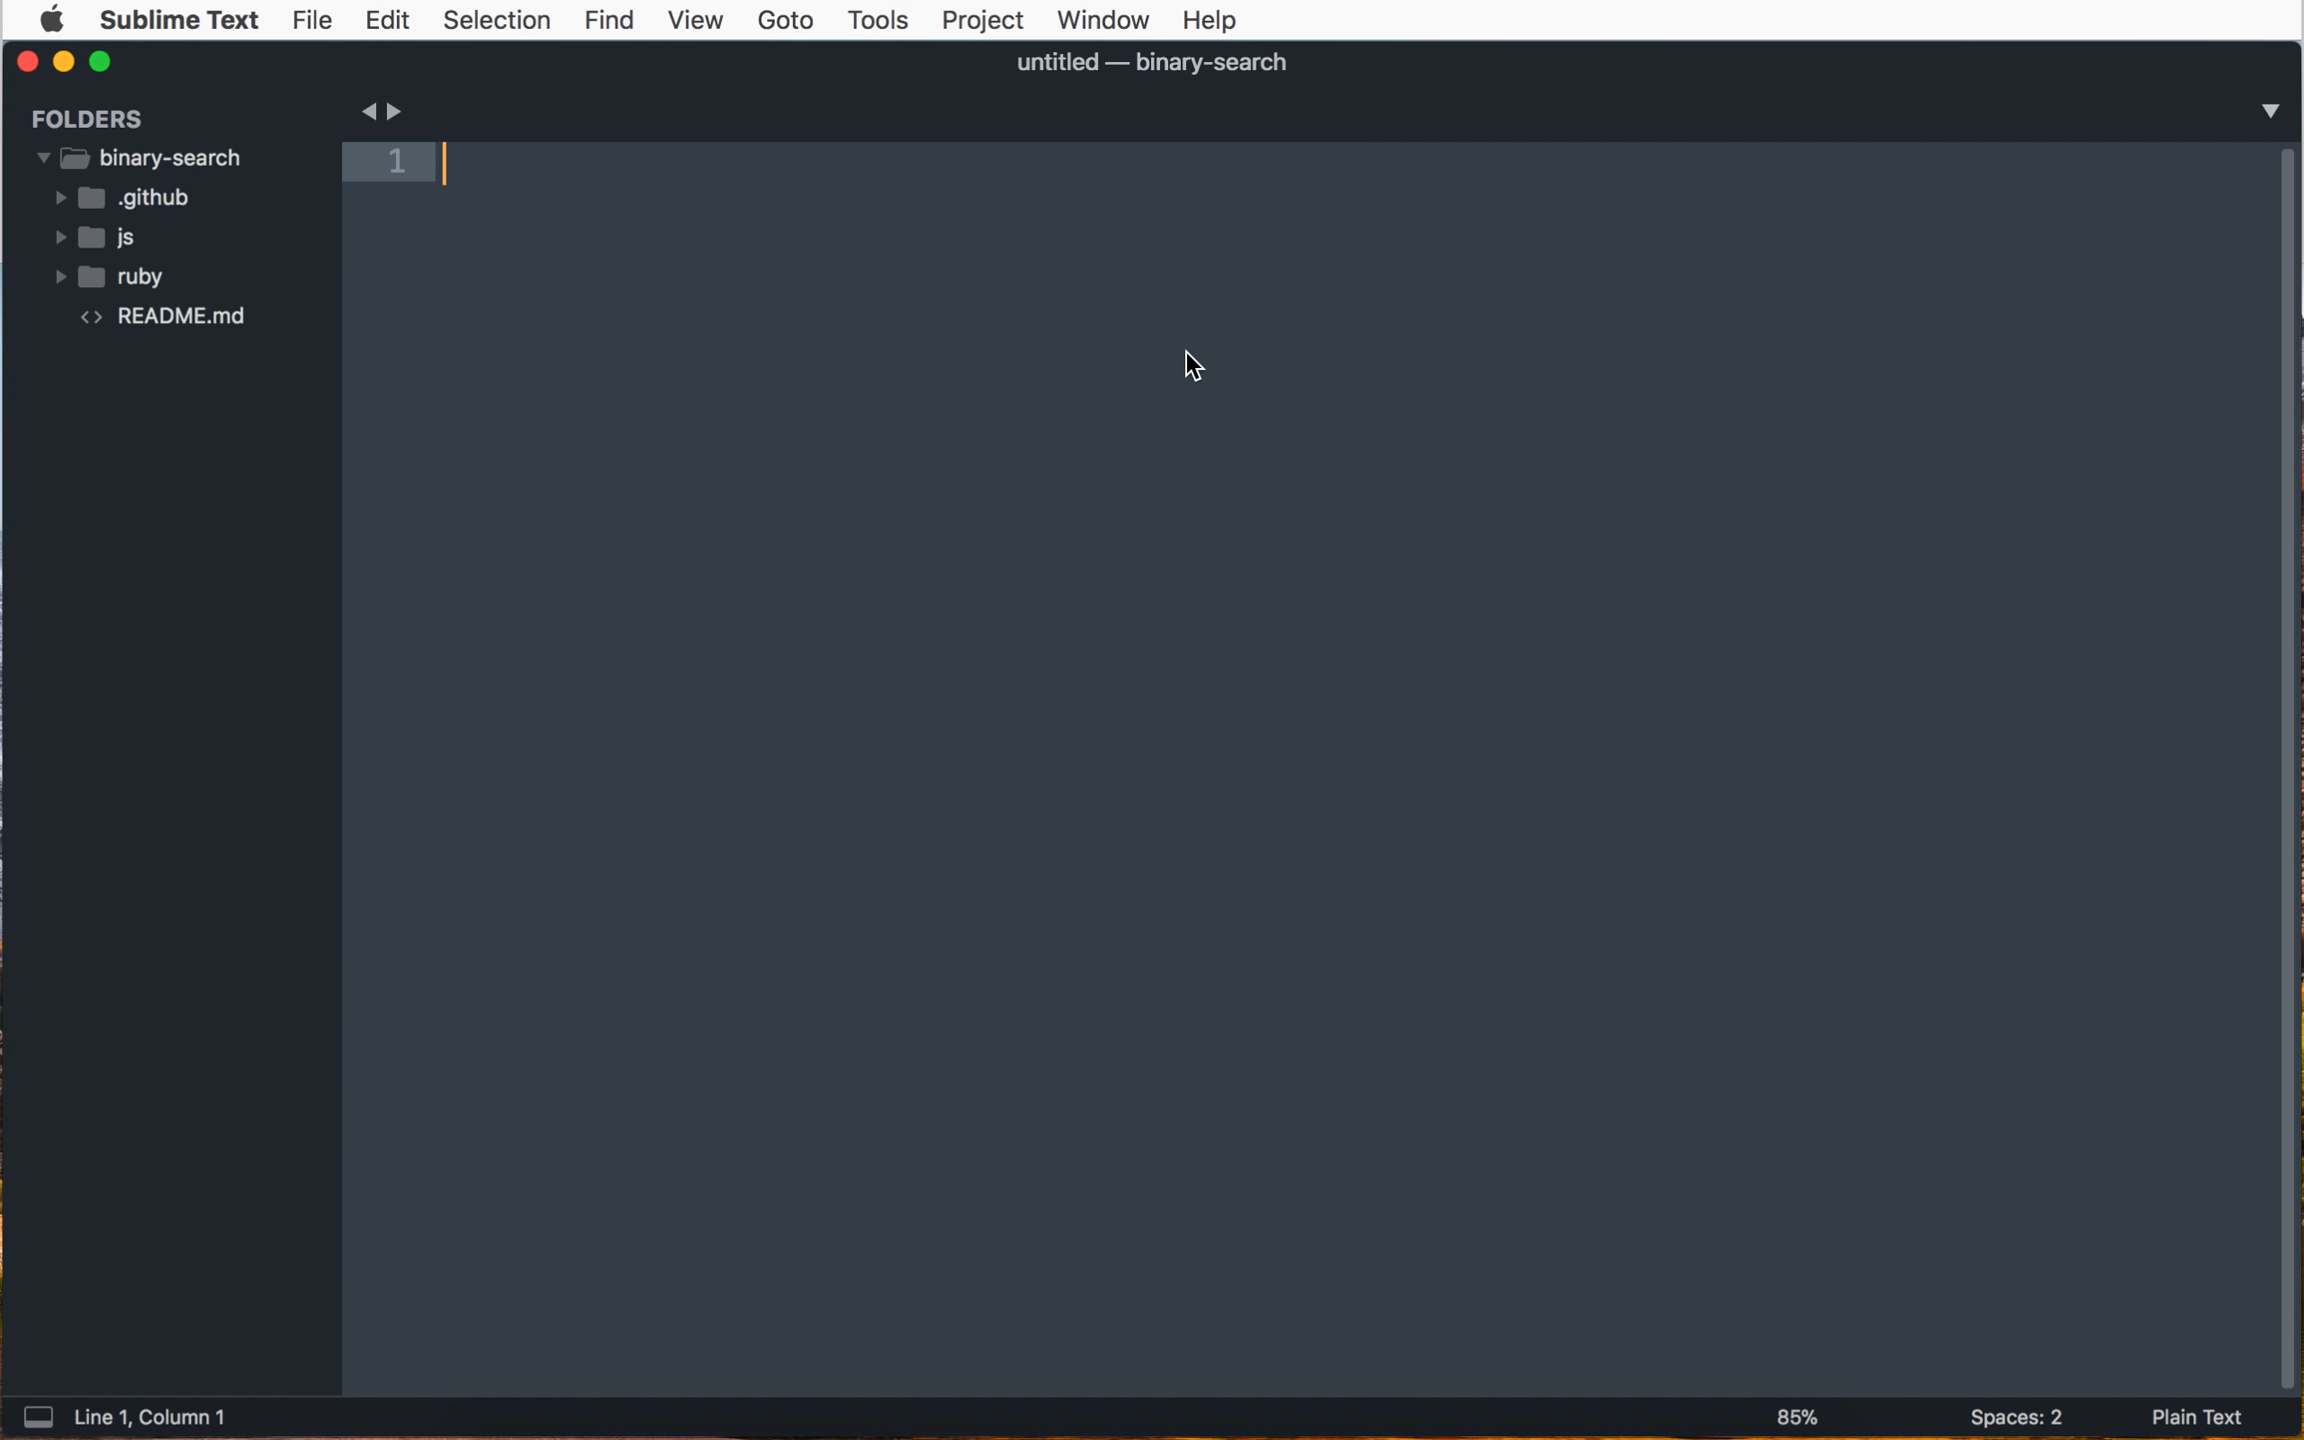 Sublime Text File Edit Selection Find View Goto Tools Project Window Help
untitled — binary-search
FOLDERS
binary-search
.github
js
ruby
<> README.md
1
Line 1, Column 1 85% Spaces: 2 Plain Text